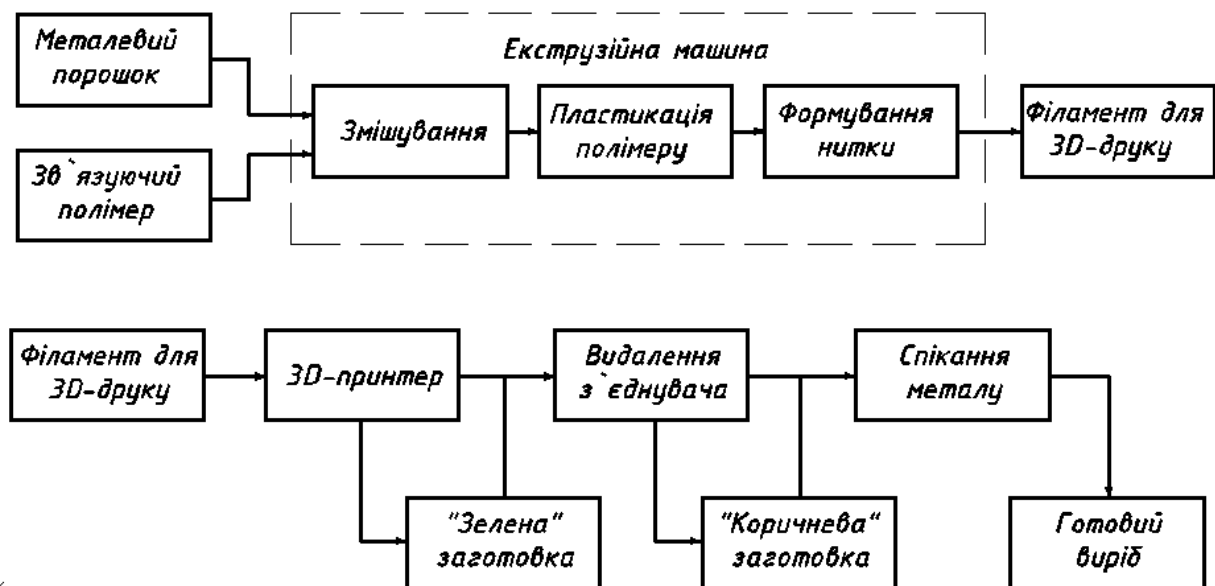 Металевий
порошок
Зв`язуючий
полімер
Екструзійна машина
Змішування
Пластикація
полімеру
Формування
нитки
Філамент для
3D-друку
Філамент для
3D-друку
3D-принтер
Видалення
з`єднувача
Спікання
металу
"Зелена"
заготовка
"Коричнева"
заготовка
Готовий
виріб